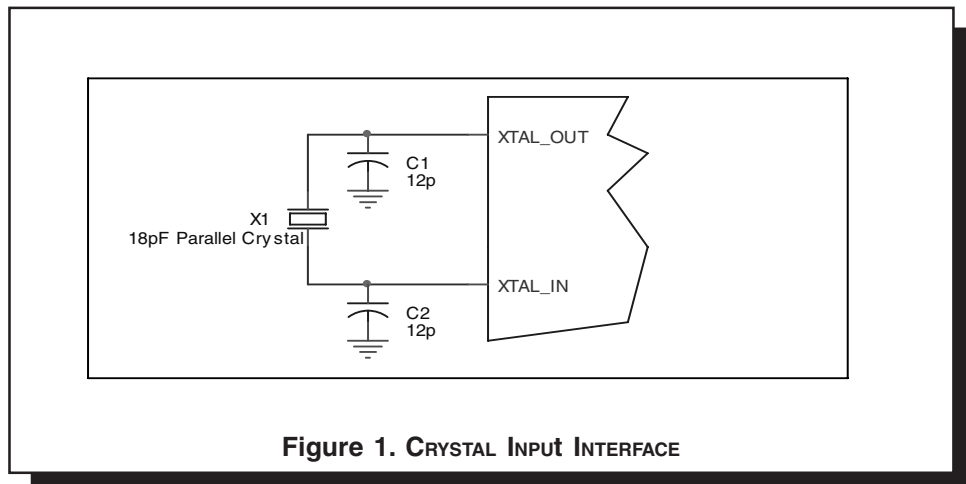 XTAL_OUT
C1
12p
X1
18pF Parallel Crystal
XTAL_IN
C2
12p
Figure 1. CRYSTAL INPUt INTERFACE